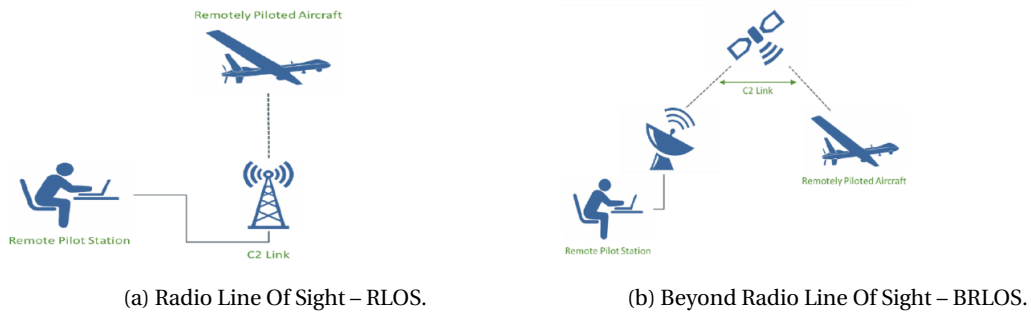 Remotely Piloted Aircraft
Remote Pilot Station
C2 Link
(a) Radio Line Of Sight – RLOS.
C2 Link
Remotely Piloted Aircraft
Remote Pilot Station
(b) Beyond Radio Line Of Sight – BRLOS.